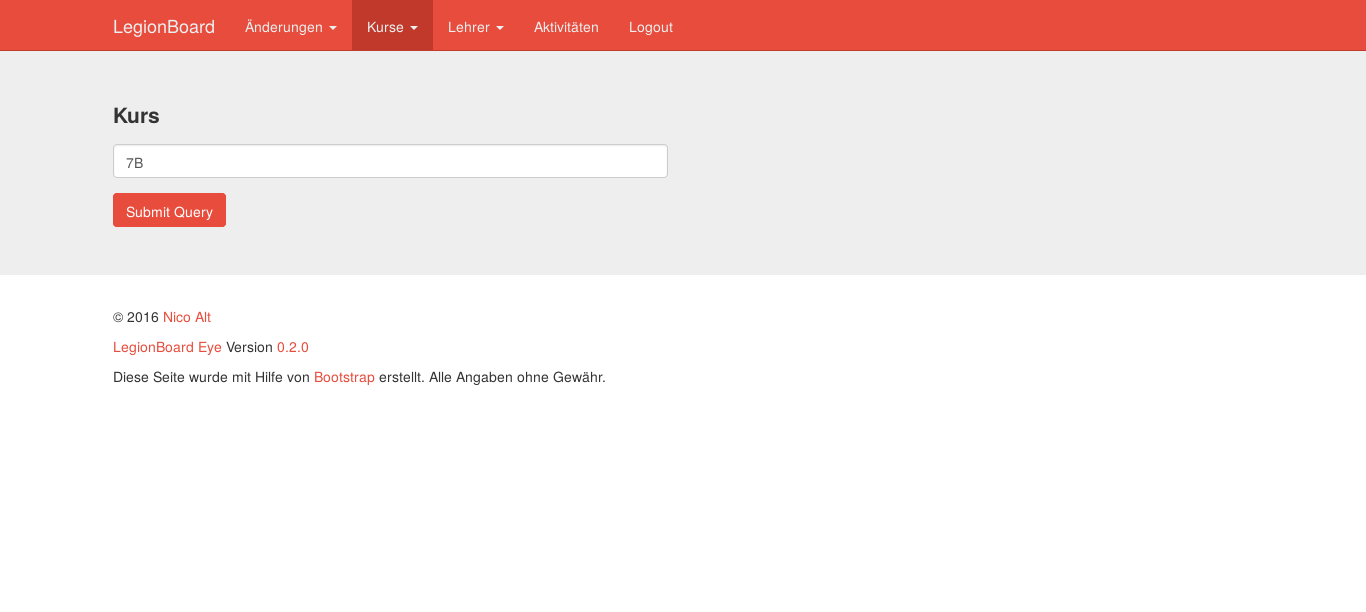 LegionBoard Änderungen Kurse Lehrer Aktivitäten Logout
Kurs
7B
Submit Query
© 2016 Nico Alt
LegionBoard Eye Version 0.2.0
Diese Seite wurde mit Hilfe von Bootstrap erstellt. Alle Angaben ohne Gewähr.